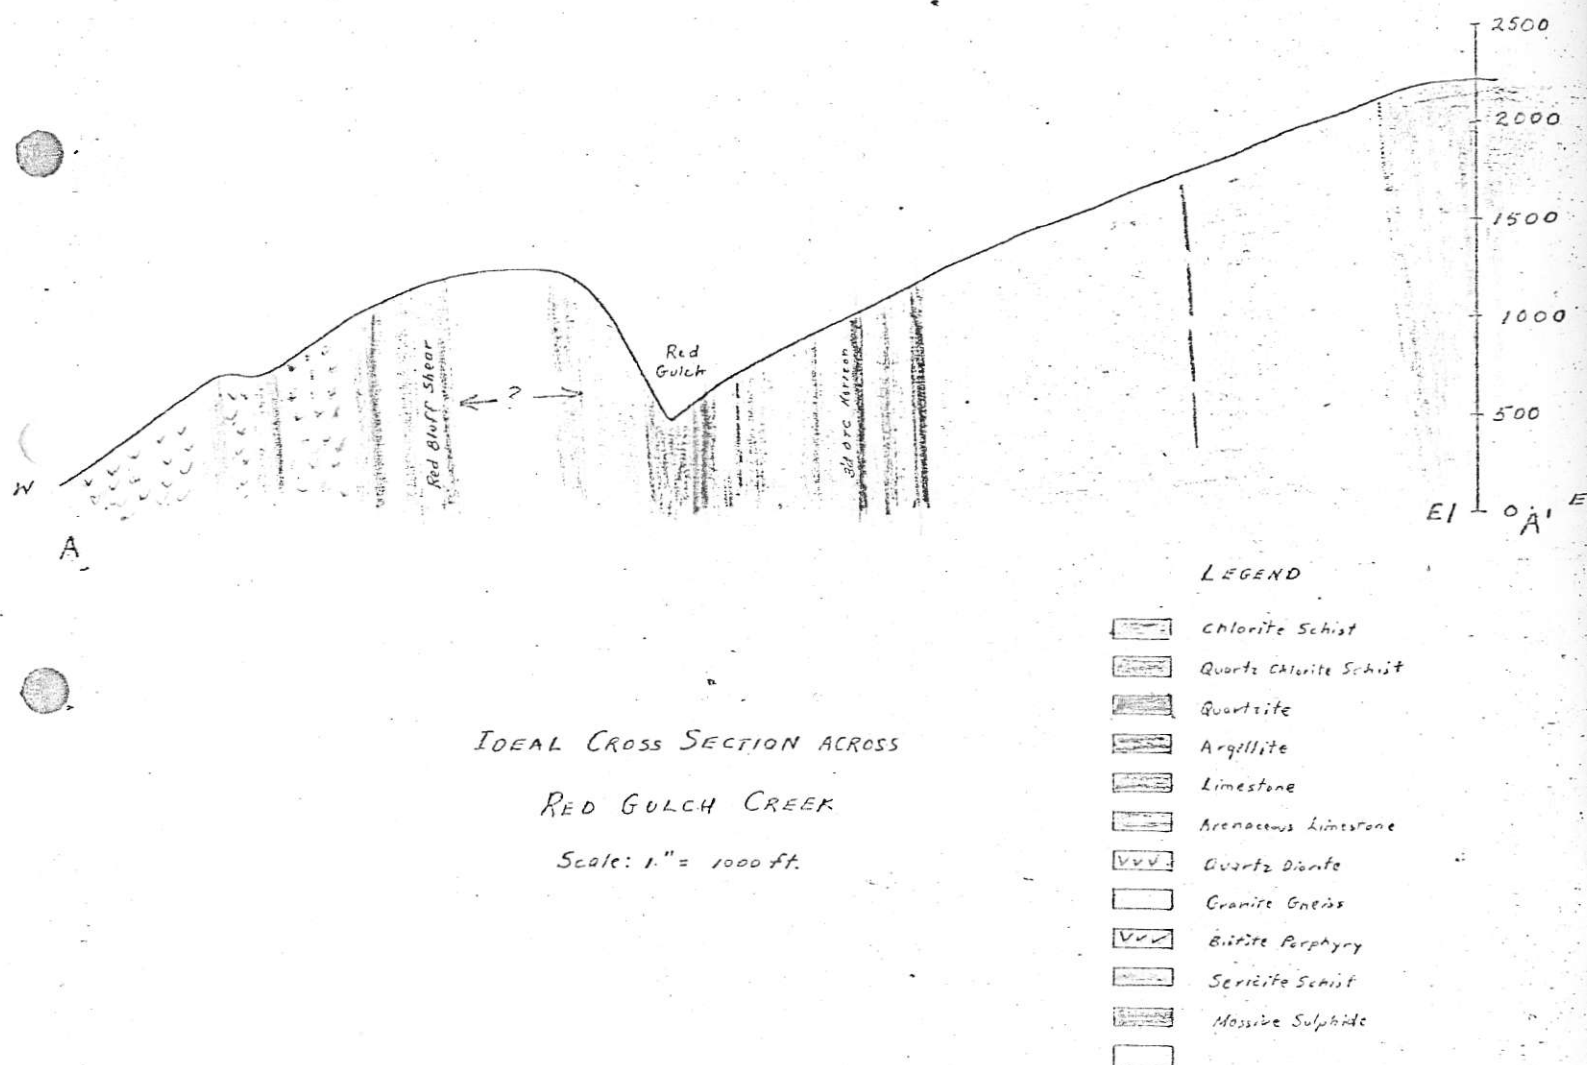 2500
2000
1500
1000
500
Red
Gulch
Red Bluff Shear
?
3'd Ore Horizon
W
A
El
0
A'
E
LEGEND
Chlorite Schist
Quartz Chlorite Schist
Quartzite
Argillite
Limestone
Arenaceous Limestone
Quartz Diorite
Granite Gneiss
Biotite Porphyry
Sericite Schist
Massive Sulphide
IDEAL CROSS SECTION ACROSS
RED GULCH CREEK
Scale: 1" = 1000 ft.